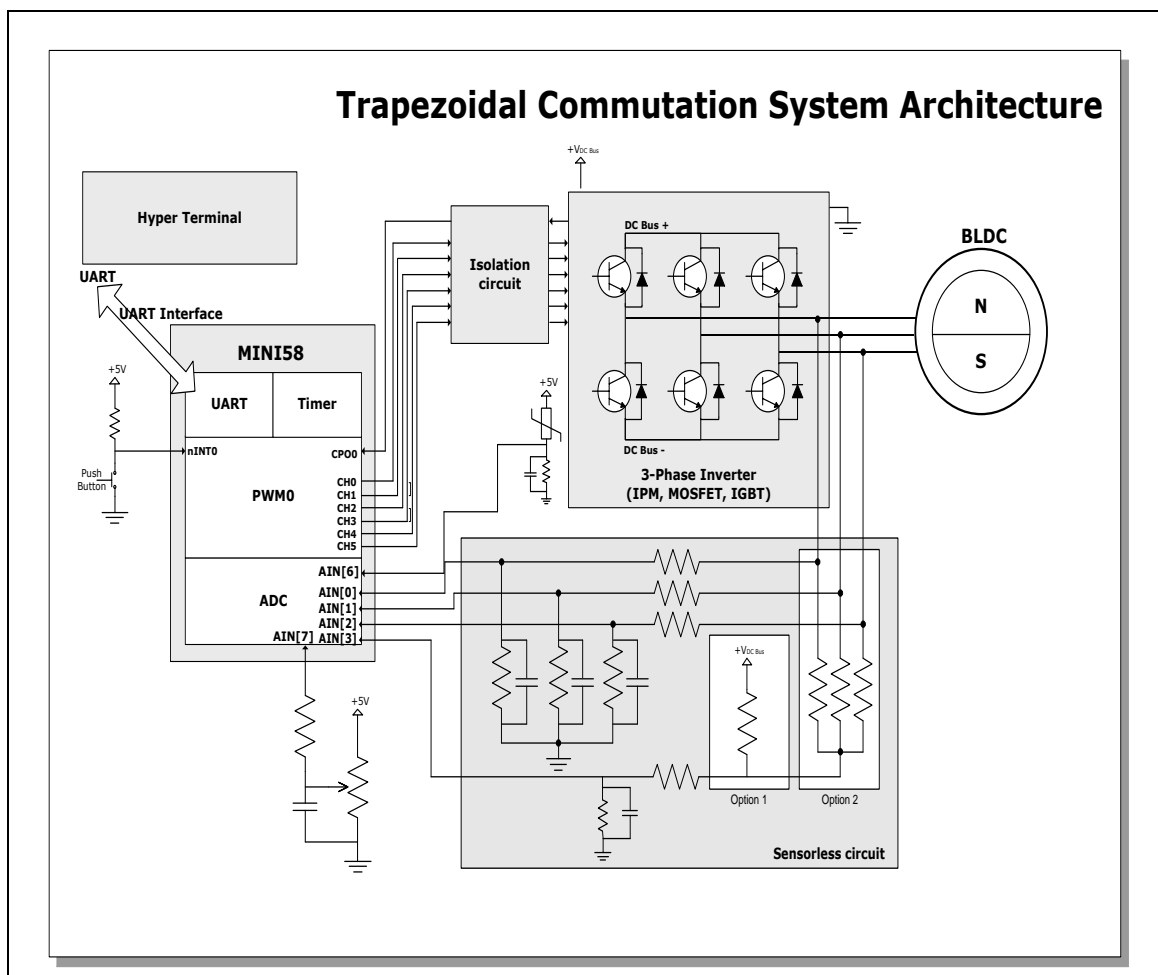 Trapezoidal Commutation System Architecture
+VDC Bus
Hyper Terminal
Isolation
circuit
DC Bus +
BLDC
N
S
UART
UART Interface
MINI58
+5V
UART
Timer
+5V
nINT0
CPO0
Push
Button
PWM0
CH0
CH1
CH2
CH3
CH4
CH5
DC Bus -
3-Phase Inverter
(IPM, MOSFET, IGBT)
ADC
AIN[6]
AIN[0]
AIN[1]
AIN[2]
AIN[7]
AIN[3]
+VDC Bus
+5V
Option 1
Option 2
Sensorless circuit